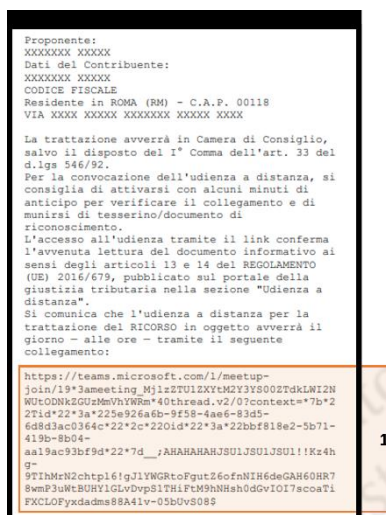 Proponente:
XXXXXXX XXXXX
Dati del Contribuente:
XXXXXXX XXXXX
CODICE FISCALE
Residente in ROMA (RM) - C.A.P. 00118
VIA XXXX XXXXX XXXXXXX XXXXX XXXX
La trattazione avverrà in Camera di Consiglio,
salvo il disposto del I° Comma dell'art. 33 del
d.lgs 546/92.
Per la convocazione dell'udienza a distanza, si
consiglia di attivarsi con alcuni minuti di
anticipo per verificare il collegamento e di
munirsi di tesserino/documento di
riconoscimento.
L'accesso all'udienza tramite il link conferma
l'avvenuta lettura del documento informativo ai
sensi degli articoli 13 e 14 del REGOLAMENTO
(UE) 2016/679, pubblicato sul portale della
giustizia tributaria nella sezione "Udienza a
distanza".
Si comunica che l'udienza a distanza per la
trattazione del RICORSO in oggetto avverrà il
giorno — alle ore — tramite il seguente
collegamento:
https://teams.microsoft.com/l/meetup-
join/19*3ameeting_MjlzZTU1ZXYtM2Y3YS00ZTdkLWI2N
WUtODNkZGUzMmVhYWRm*40thread.v2/0?context=*7b*2
2Tid*22*3a*225e926a6b-9f58-4ae6-83d5-
6d8d3ac0364c*22*2c*22Oid*22*3a*22bbf818e2-5b71-
419b-8b04-
aa19ac93bf9d*22*7d__;AHAHAHAHJSUlJSUlJSUl!!Kz4h
g-
9TIhMrN2chtpl6!gJlYWGRtoFgutZ6ofnNIH6deGAH60HR7
8wmP3uWtBUHYlGLvDvpSlTHiFtM9hNHsh0dGvIOI7scoaTi
FXCLOFyxdadms88A41v-05bUvS08$
1